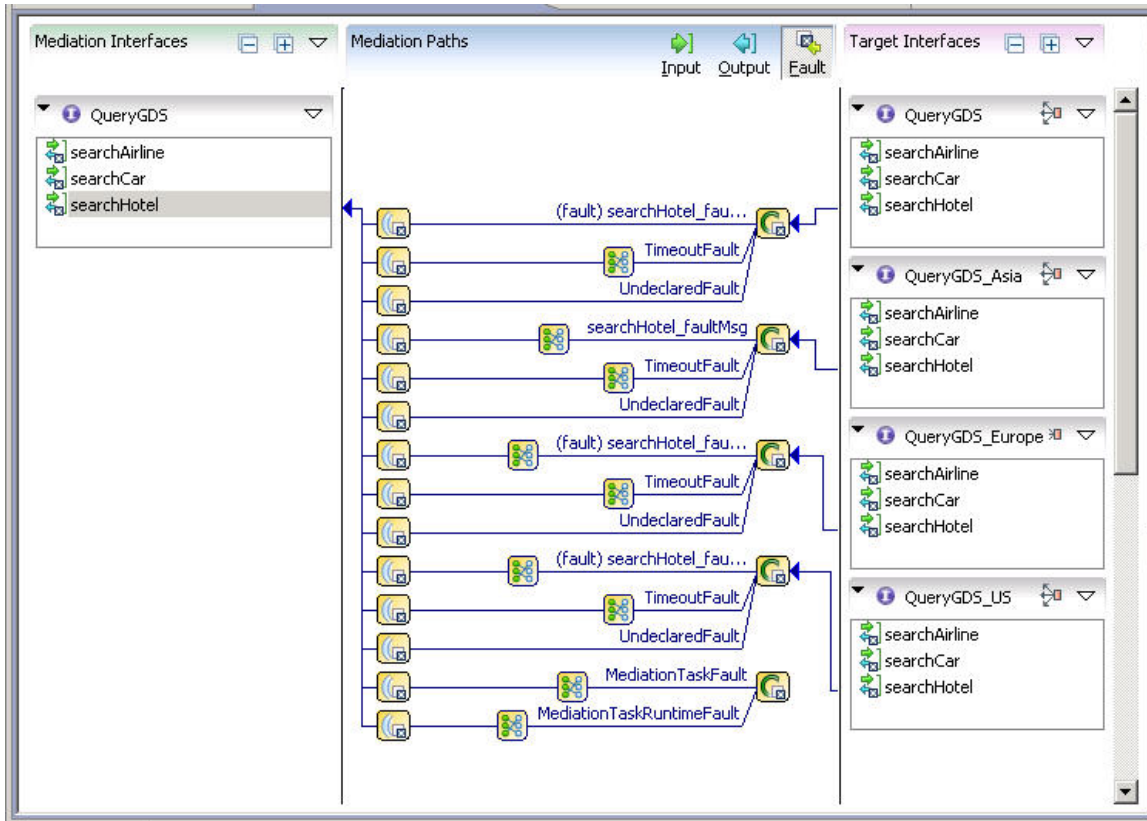 Mediation Interfaces
Mediation Paths
Input
Output
Fault
Target Interfaces
QueryGDS
searchAirline
searchCar
searchHotel
(fault) searchHotel_fau...
TimeoutFault
UndeclaredFault
searchHotel_faultMsg
TimeoutFault
UndeclaredFault
(fault) searchHotel_fau...
TimeoutFault
UndeclaredFault
(fault) searchHotel_fau...
TimeoutFault
UndeclaredFault
MediationTaskFault
MediationTaskRuntimeFault
QueryGDS
searchAirline
searchCar
searchHotel
QueryGDS_Asia
searchAirline
searchCar
searchHotel
QueryGDS_Europe
searchAirline
searchCar
searchHotel
QueryGDS_US
searchAirline
searchCar
searchHotel